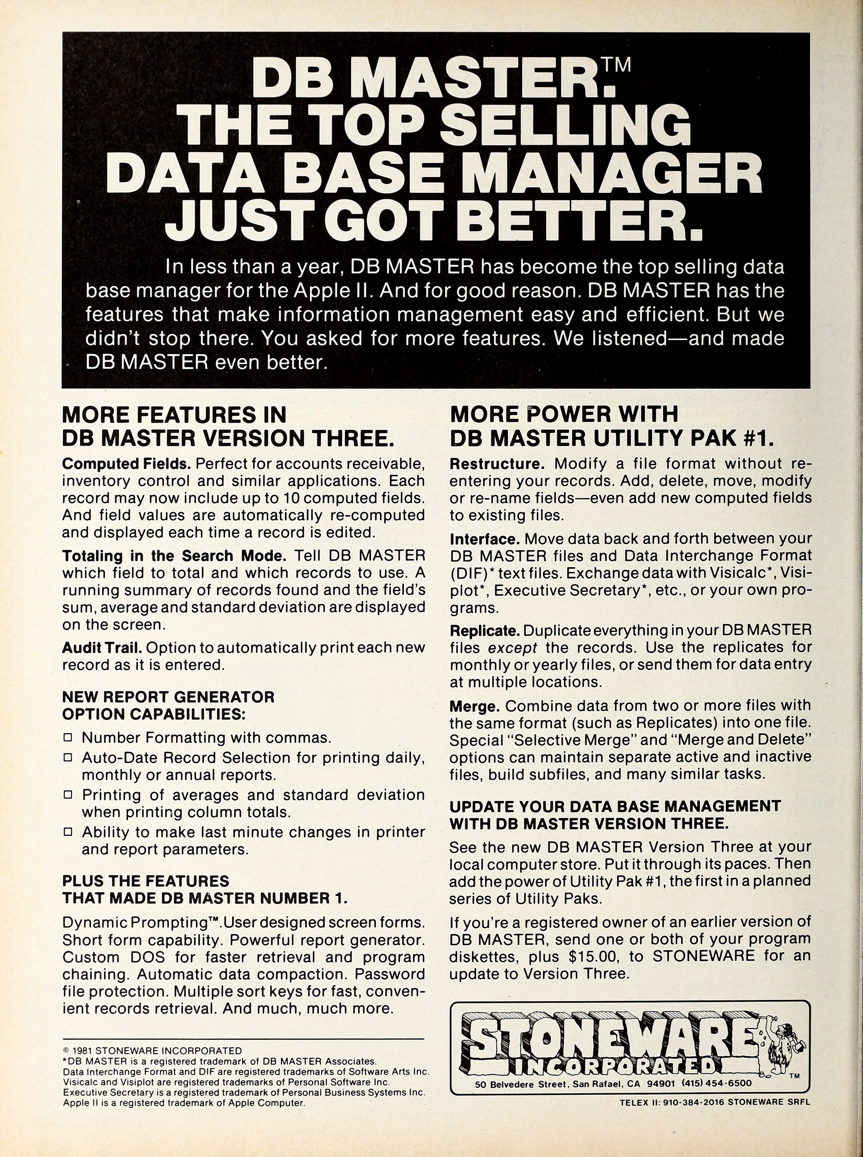 DB MASTER.™
THE TOP SELLING
DATA BASE MANAGER
JUST GOT BETTER.
In less than a year, DB MASTER has become the top selling data
base manager for the Apple II. And for good reason. DB MASTER has the
features that make information management easy and efficient. But we
didn't stop there. You asked for more features. We listened—and made
DB MASTER even better.
MORE FEATURES IN
DB MASTER VERSION THREE.
Computed Fields. Perfect for accounts receivable,
inventory control and similar applications. Each
record may now include up to 10 computed fields.
And field values are automatically re-computed
and displayed each time a record is edited.
Totaling in the Search Mode. Tell DB MASTER
which field to total and which records to use. A
running summary of records found and the field's
sum, average and standard deviation are displayed
on the screen.
Audit Trail. Option to automatically print each new
record as it is entered.
NEW REPORT GENERATOR
OPTION CAPABILITIES:
□ Number Formatting with commas.
□ Auto-Date Record Selection for printing daily,
monthly or annual reports.
□ Printing of averages and standard deviation
when printing column totals.
□ Ability to make last minute changes in printer
and report parameters.
PLUS THE FEATURES
THAT MADE DB MASTER NUMBER 1.
Dynamic Prompting™. User designed screen forms.
Short form capability. Powerful report generator.
Custom DOS for faster retrieval and program
chaining. Automatic data compaction. Password
file protection. Multiple sort keys for fast, conven-
ient records retrieval. And much, much more.
© 1981 STONEWARE INCORPORATED
*DB MASTER is a registered trademark of DB MASTER Associates.
Data Interchange Format and DIF are registered trademarks of Software Arts Inc.
Visicalc and Visiplot are registered trademarks of Personal Software Inc.
Executive Secretary is a registered trademark of Personal Business Systems Inc.
Apple II is a registered trademark of Apple Computer.
MORE POWER WITH
DB MASTER UTILITY PAK #1.
Restructure. Modify a file format without re-
entering your records. Add, delete, move, modify
or re-name fields—even add new computed fields
to existing files.
Interface. Move data back and forth between your
DB MASTER files and Data Interchange Format
(DIF)* text files. Exchange data with Visicalc*, Visi-
plot*, Executive Secretary*, etc., or your own pro-
grams.
Replicate. Duplicate everything in your DB MASTER
files except the records. Use the replicates for
monthly or yearly files, or send them for data entry
at multiple locations.
Merge. Combine data from two or more files with
the same format (such as Replicates) into one file.
Special "Selective Merge" and "Merge and Delete"
options can maintain separate active and inactive
files, build subfiles, and many similar tasks.
UPDATE YOUR DATA BASE MANAGEMENT
WITH DB MASTER VERSION THREE.
See the new DB MASTER Version Three at your
local computer store. Put it through its paces. Then
add the power of Utility Pak #1, the first in a planned
series of Utility Paks.
If you're a registered owner of an earlier version of
DB MASTER, send one or both of your program
diskettes, plus $15.00, to STONEWARE for an
update to Version Three.
STONEWARE
INCORPORATED
TM
50 Belvedere Street, San Rafael, CA 94901 (415) 454-6500
TELEX II: 910-384-2016 STONEWARE SRFL